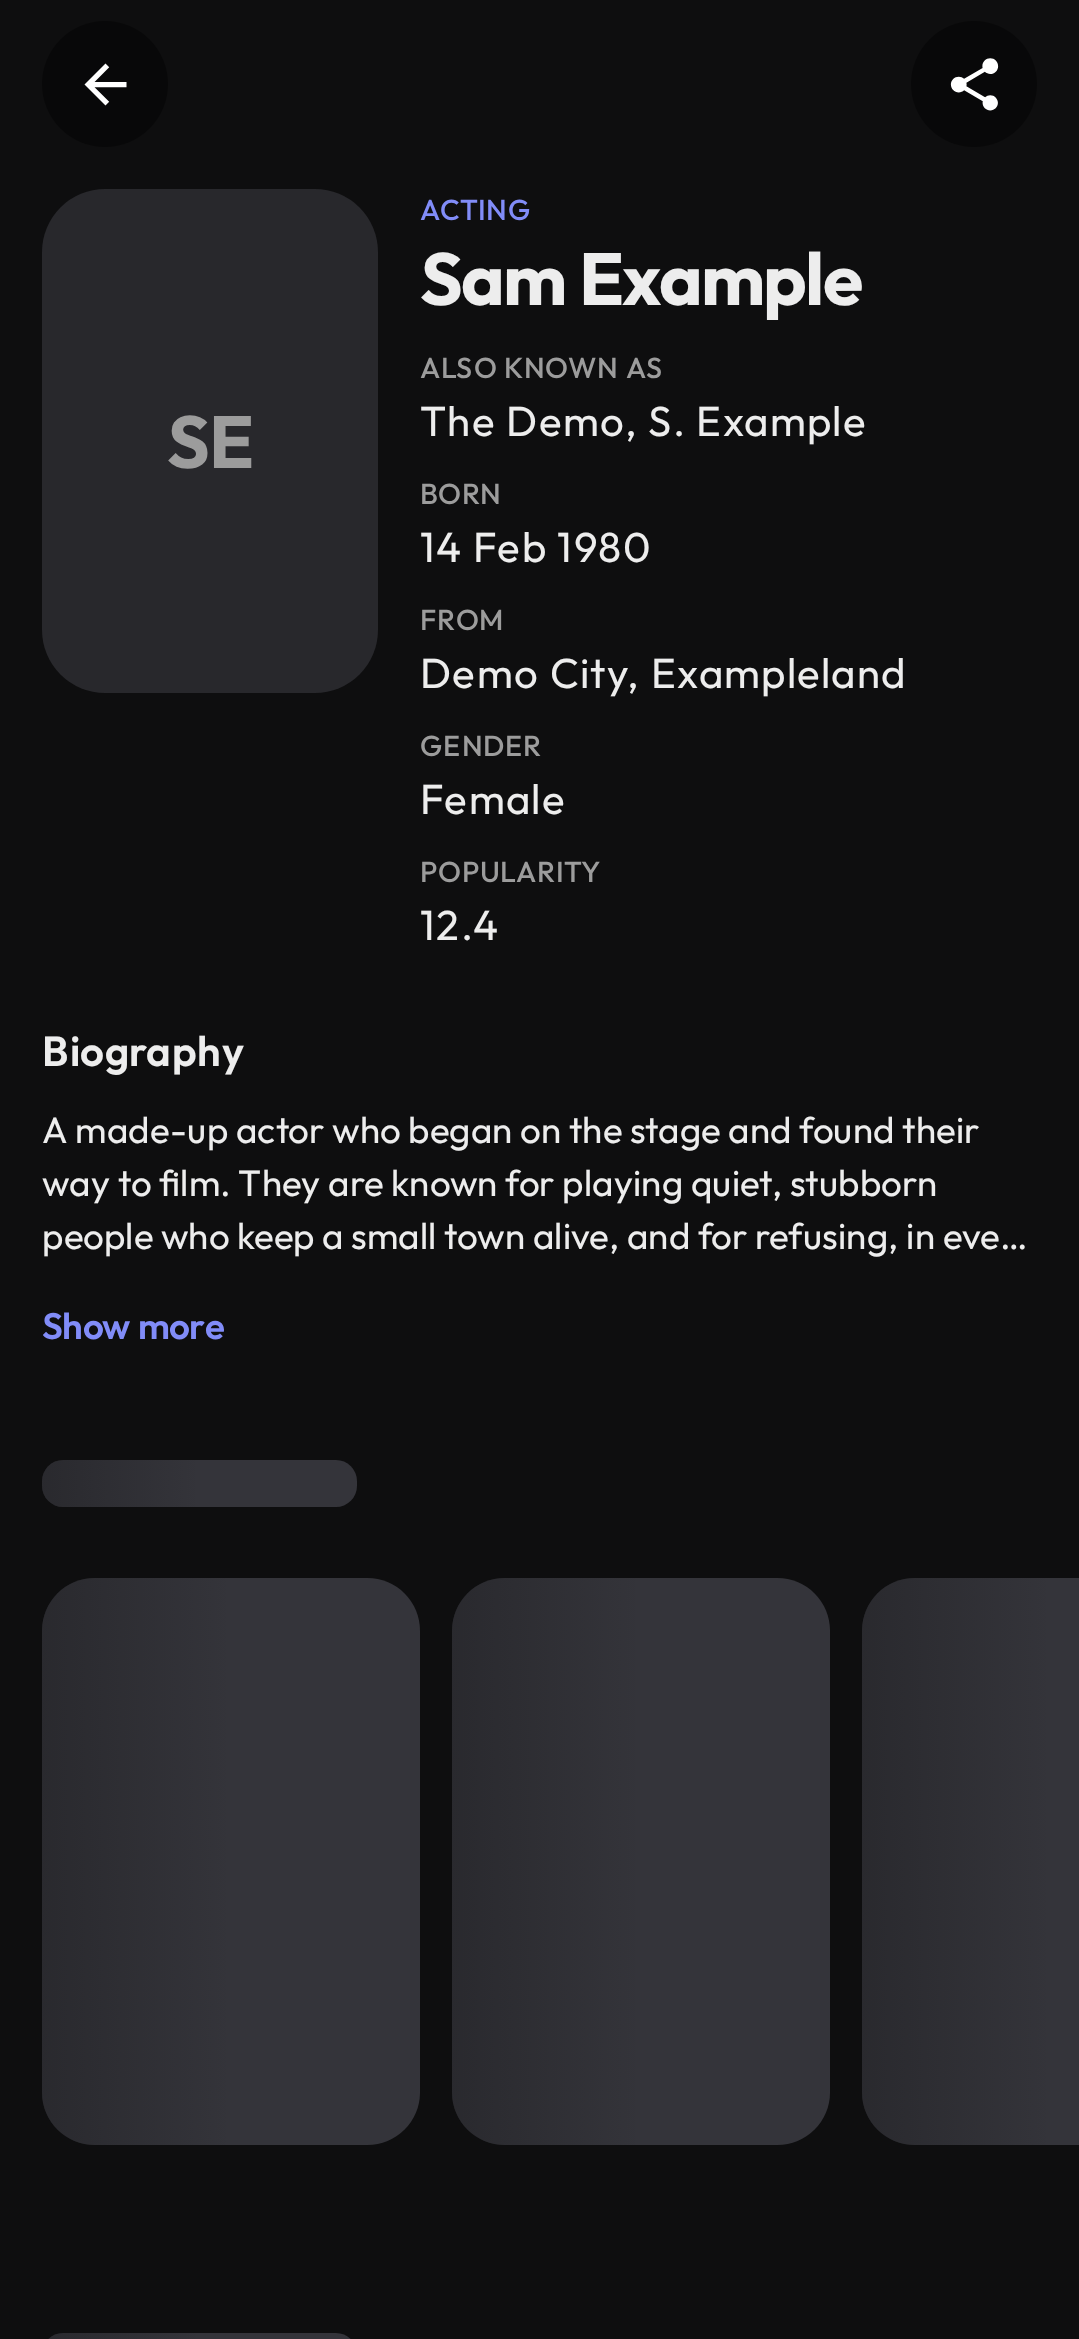 ACTING
Sam Example
SE
ALSO KNOWN AS
The Demo, S. Example
BORN
14 Feb 1980
FROM
Demo City, Exampleland
GENDER
Female
POPULARITY
12.4
Biography
A made-up actor who began on the stage and found their
way to film. They are known for playing quiet, stubborn
people who keep a small town alive, and for refusing, in eve…
Show more